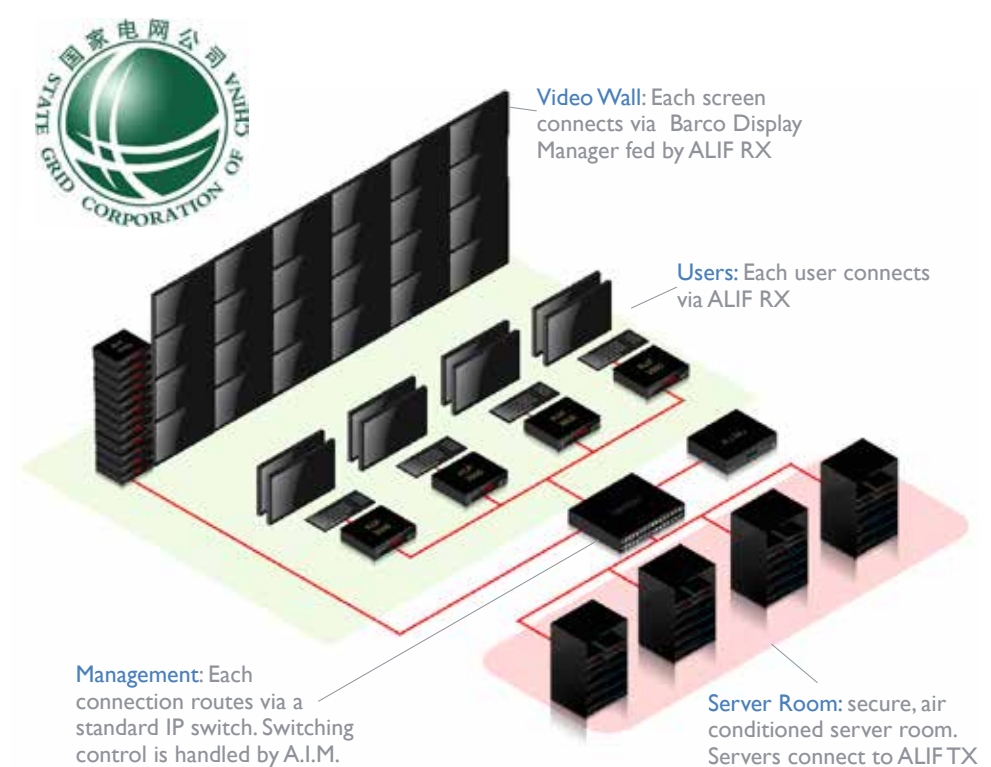 国家电网公司
STATE GRID CORPORATION OF CHINA
Video Wall: Each screen
connects via Barco Display
Manager fed by ALIF RX
Users: Each user connects
via ALIF RX
Management: Each
connection routes via a
standard IP switch. Switching
control is handled by A.I.M.
Server Room: secure, air
conditioned server room.
Servers connect to ALIF TX